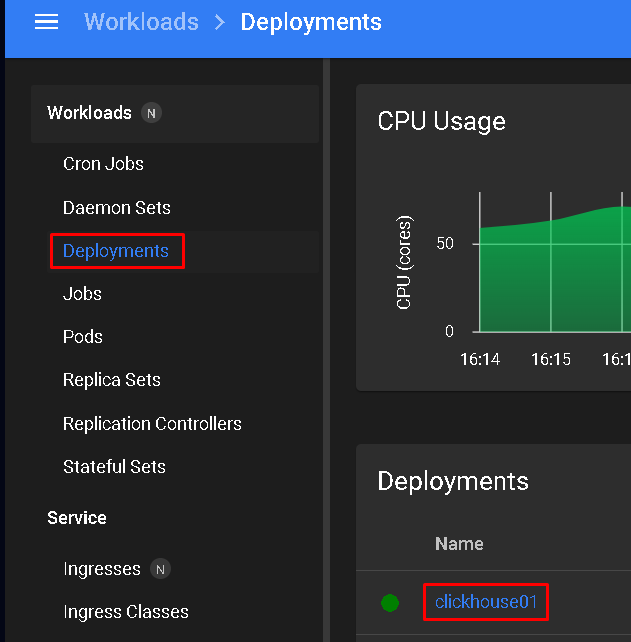 Workloads > Deployments
Workloads N
Cron Jobs
Daemon Sets
Deployments
Jobs
Pods
Replica Sets
Replication Controllers
Stateful Sets
Service
Ingresses N
Ingress Classes
CPU Usage
CPU (cores)
50
0
16:14 16:15 16:1
Deployments
Name
clickhouse01